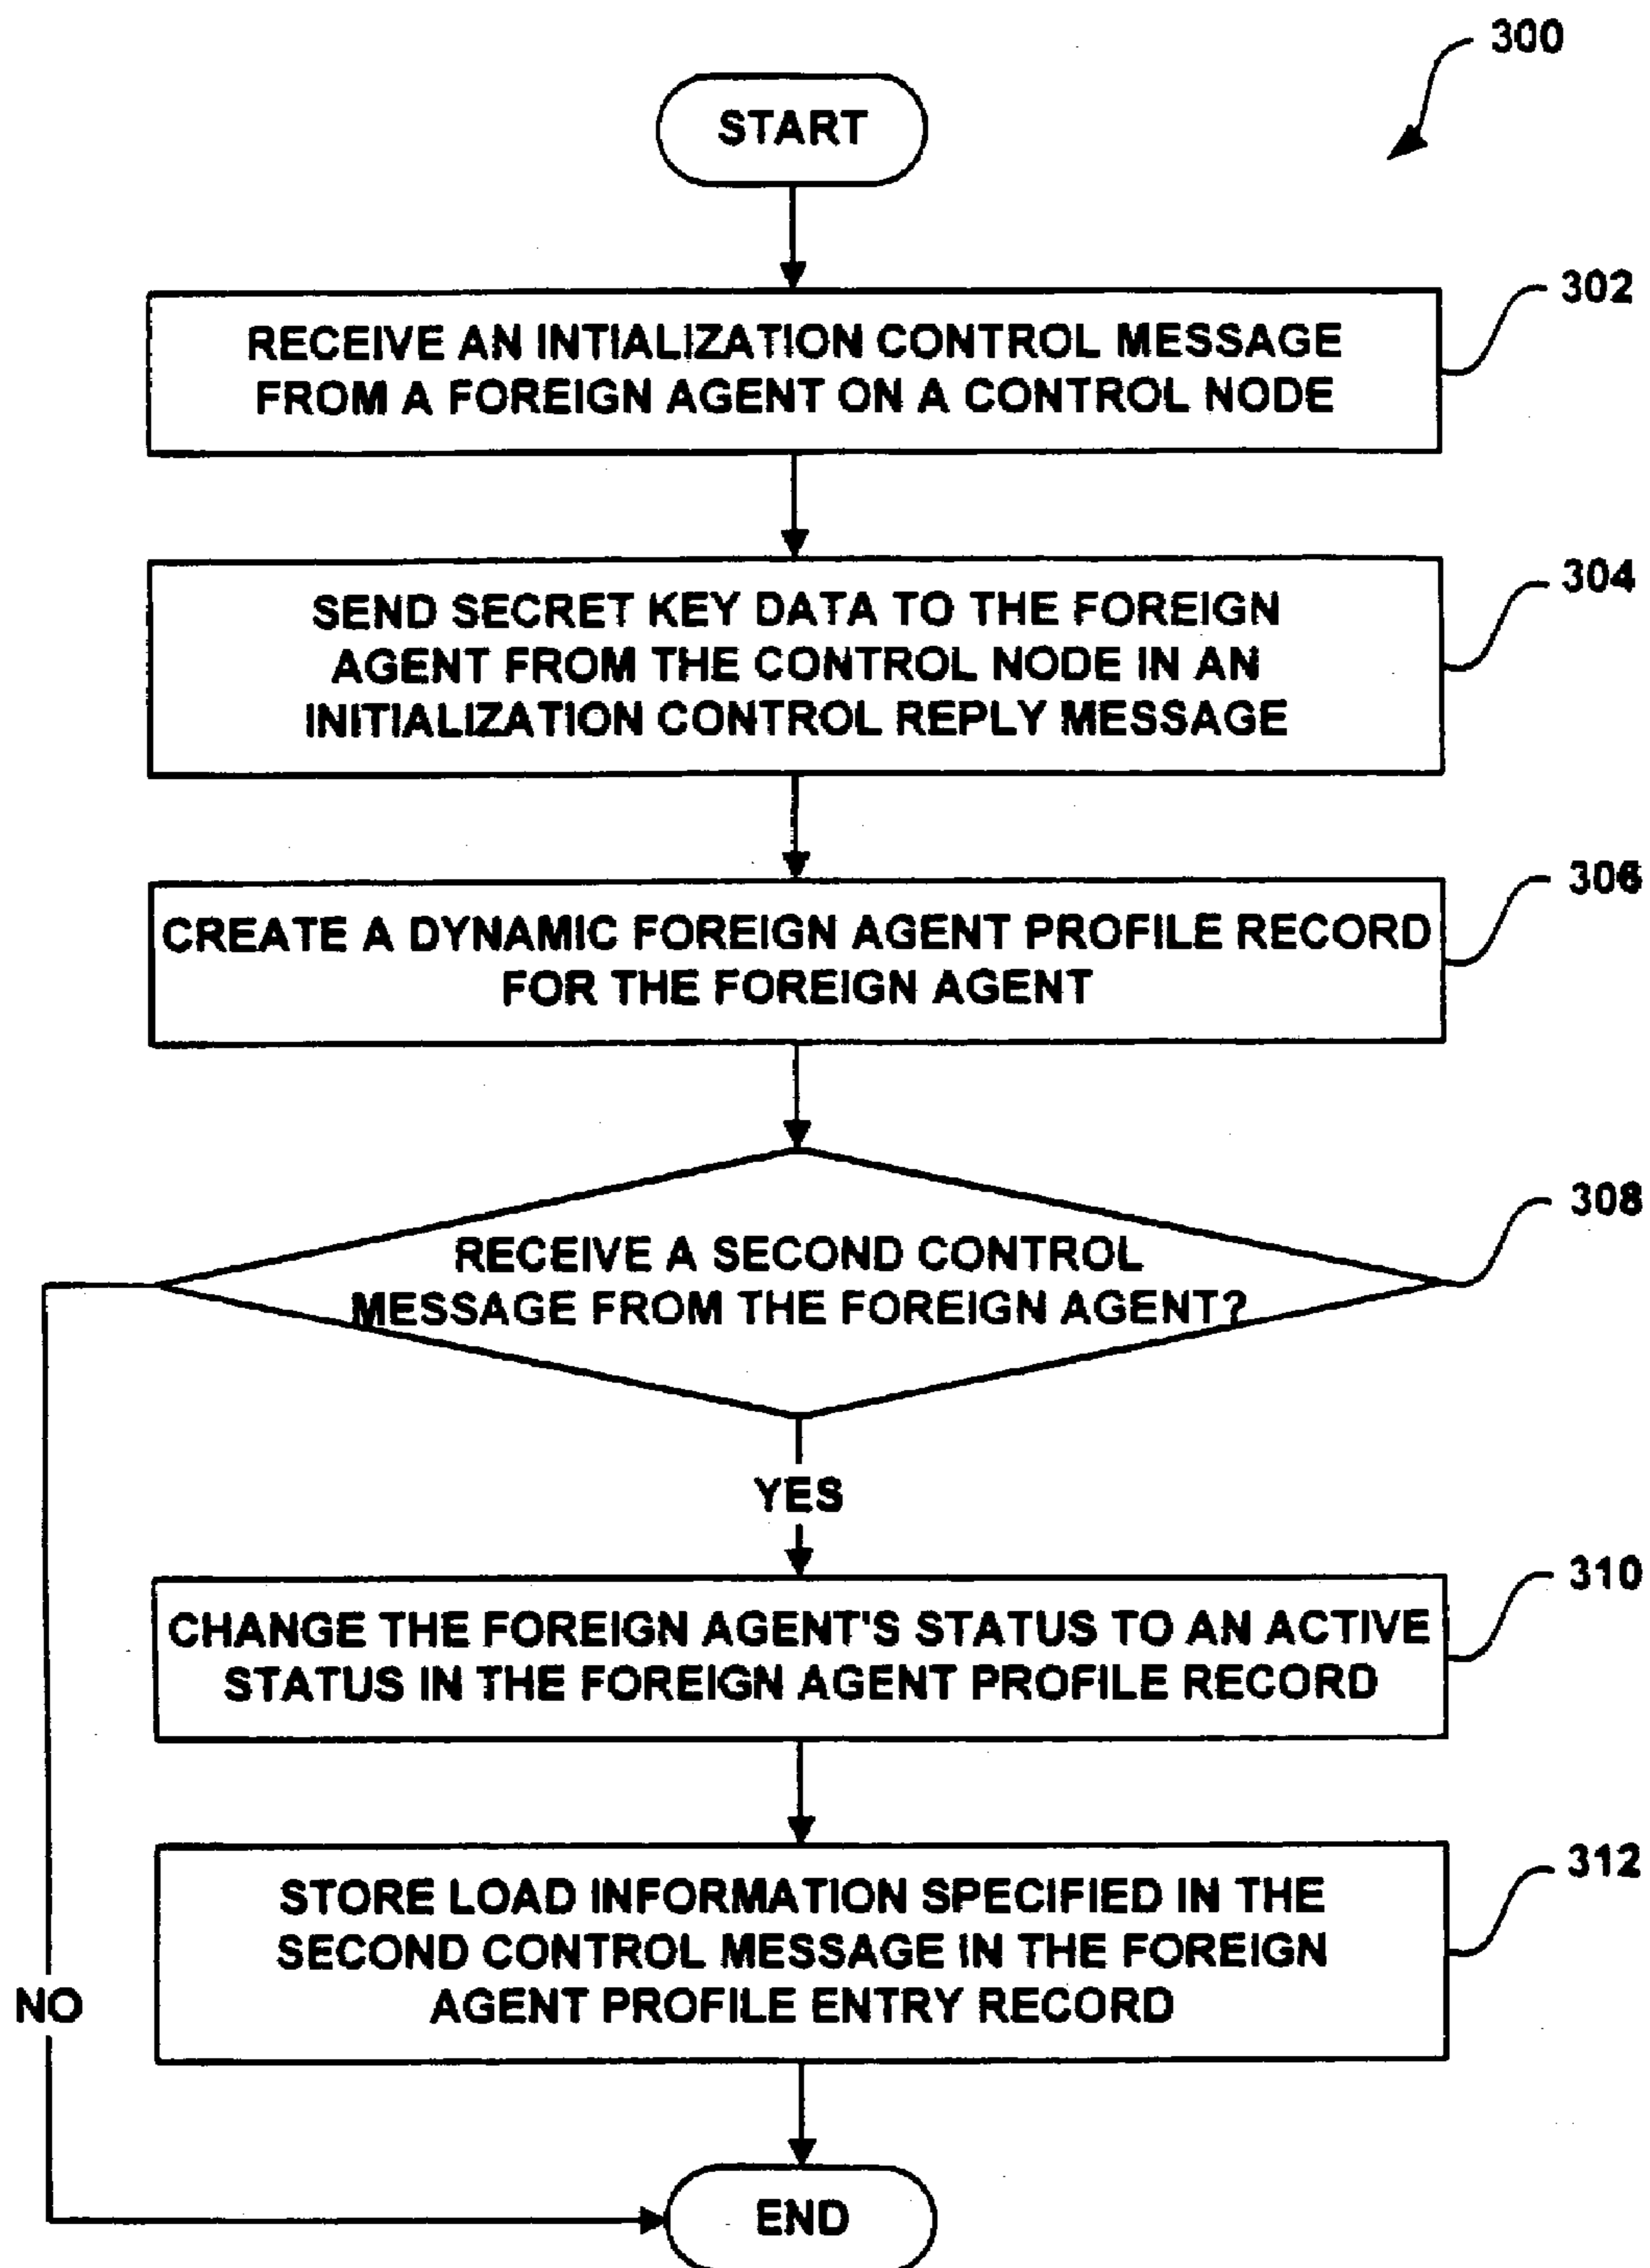 300
START
302
RECEIVE AN INTIALIZATION CONTROL MESSAGE
FROM A FOREIGN AGENT ON A CONTROL NODE
304
SEND SECRET KEY DATA TO THE FOREIGN
AGENT FROM THE CONTROL NODE IN AN
INITIALIZATION CONTROL REPLY MESSAGE
306
CREATE A DYNAMIC FOREIGN AGENT PROFILE RECORD
FOR THE FOREIGN AGENT
308
RECEIVE A SECOND CONTROL
MESSAGE FROM THE FOREIGN AGENT?
YES
310
CHANGE THE FOREIGN AGENT'S STATUS TO AN ACTIVE
STATUS IN THE FOREIGN AGENT PROFILE RECORD
312
STORE LOAD INFORMATION SPECIFIED IN THE
SECOND CONTROL MESSAGE IN THE FOREIGN
AGENT PROFILE ENTRY RECORD
NO
END